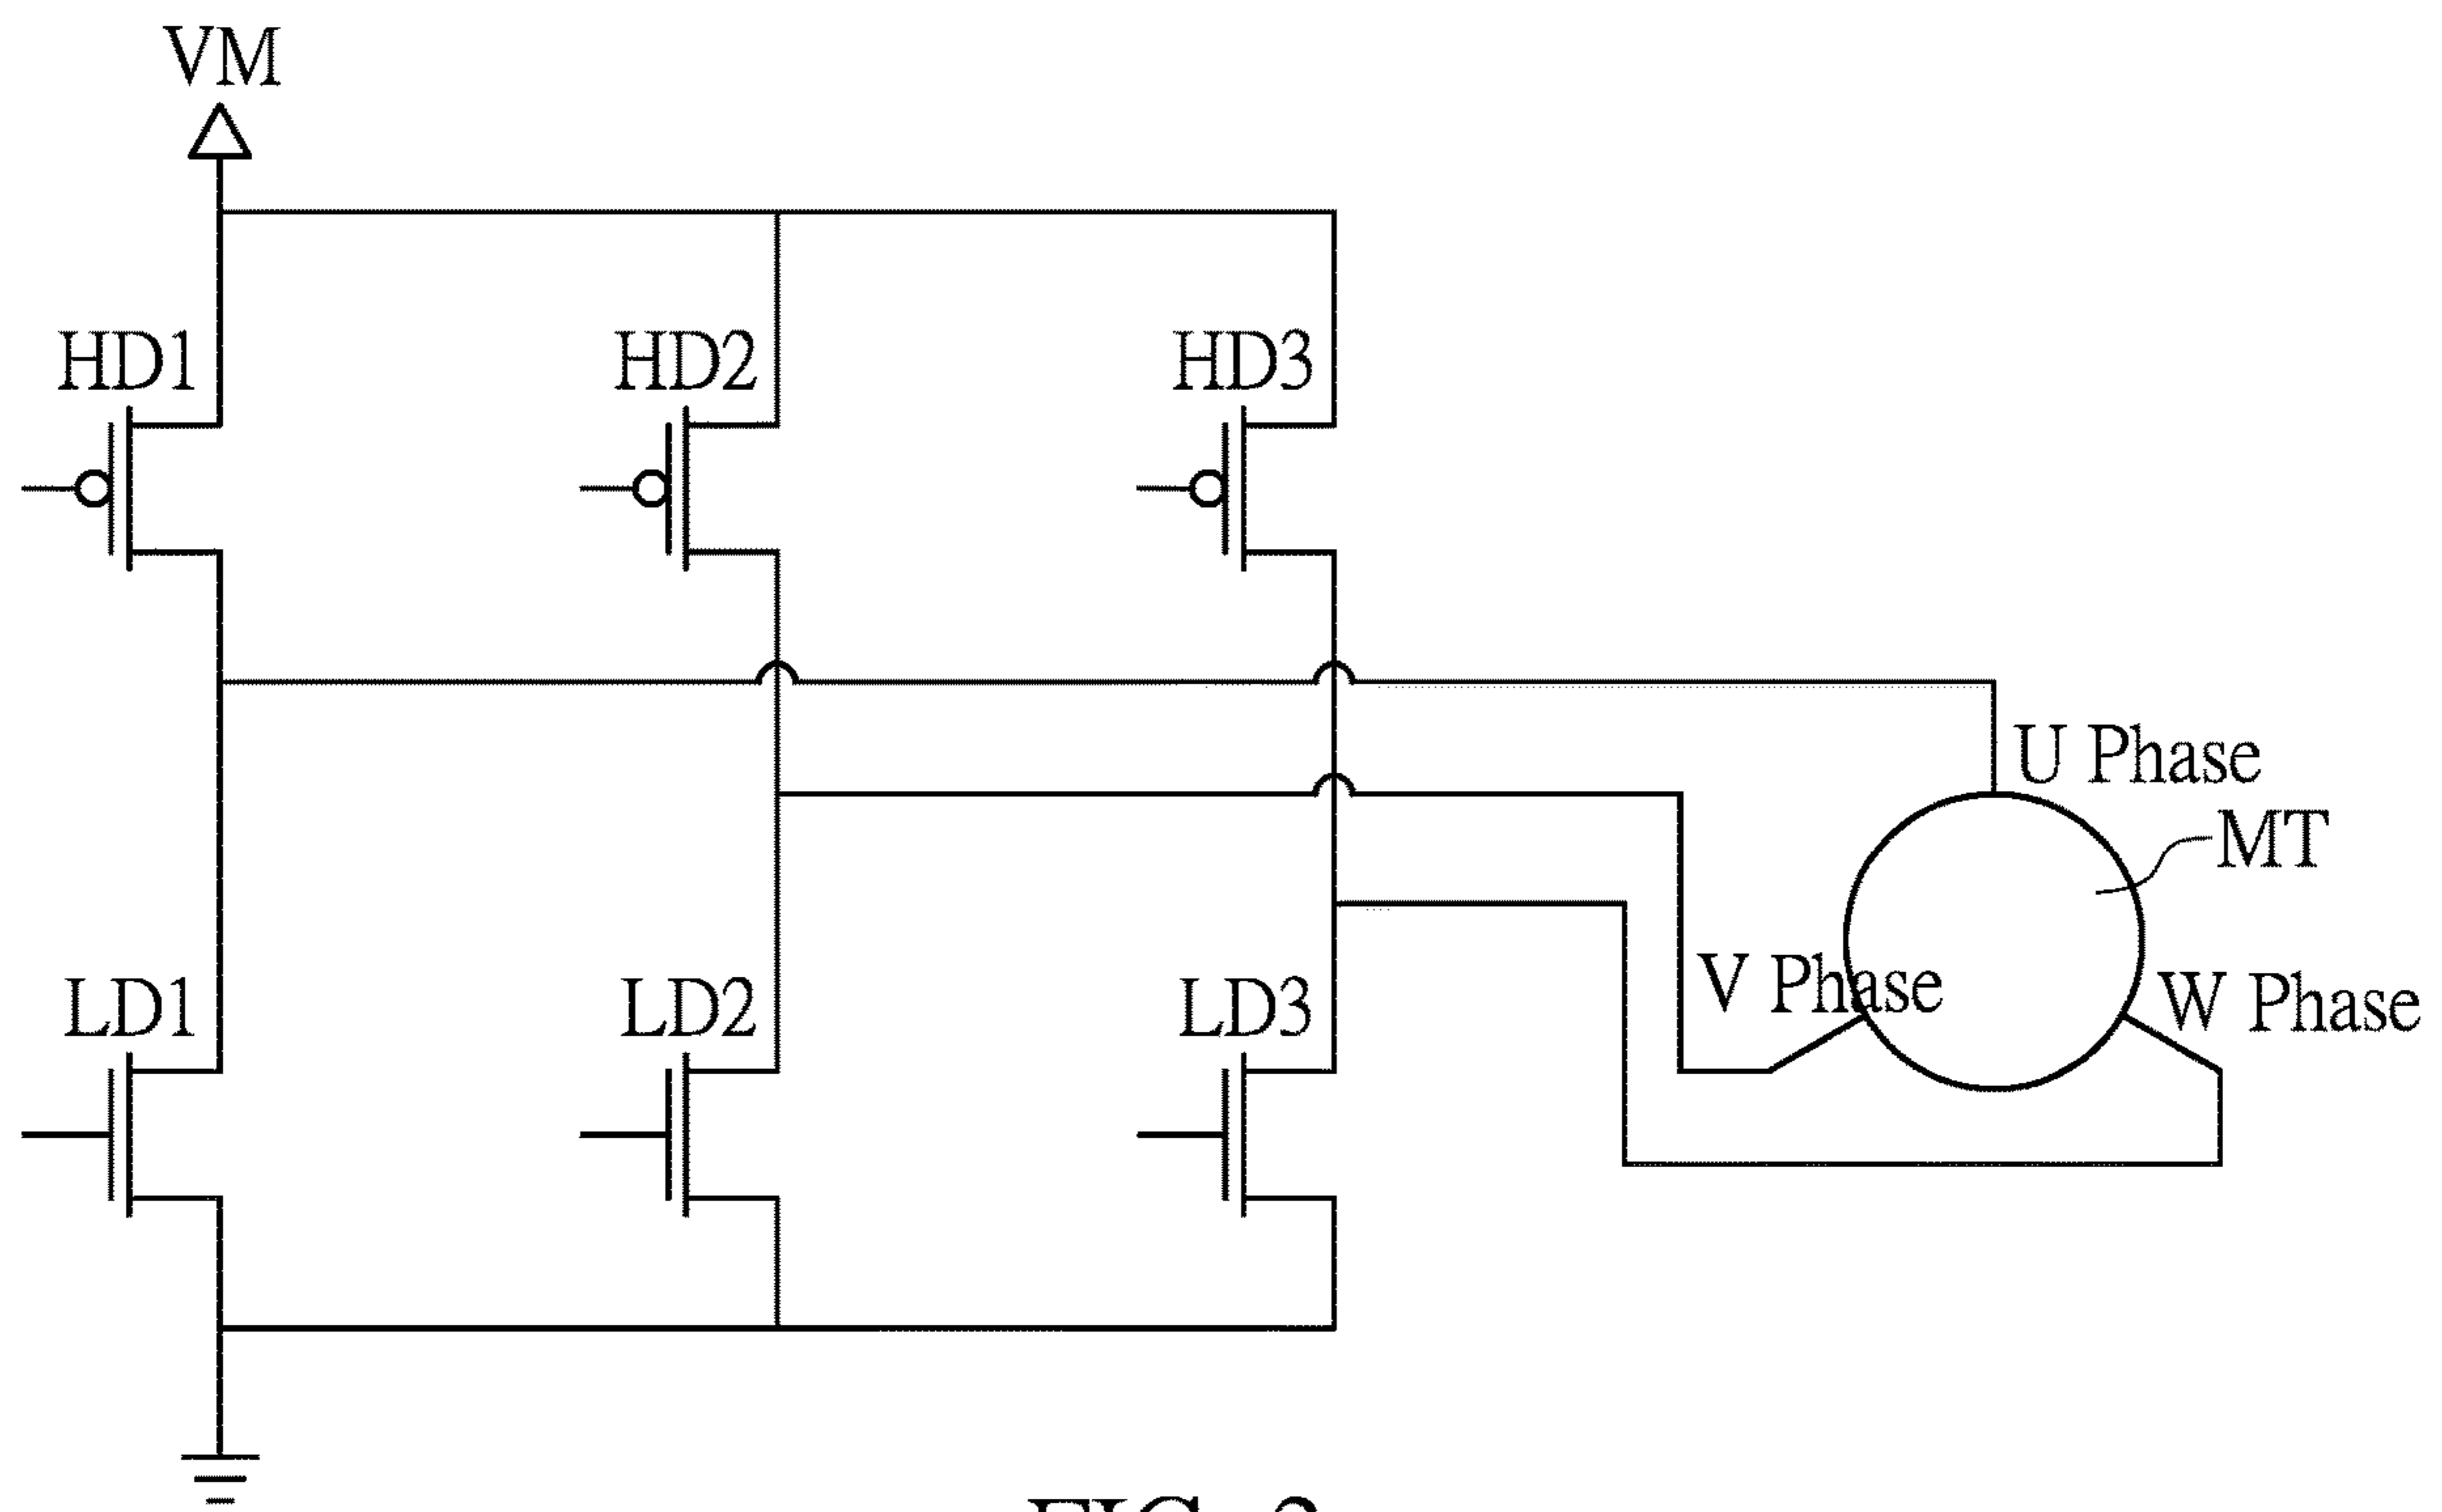 VM
HD1
HD2
HD3
U Phase
MT
V Phase
W Phase
LD1
LD2
LD3